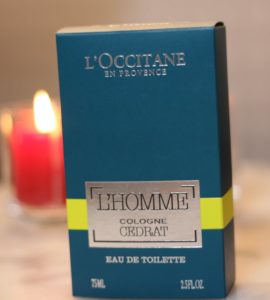 L'OCCITANE
EN PROVENCE
L'HOMME
COLOGNE
CEDRAT
EAU DE TOILETTE
75ML 2.5FL.OZ.